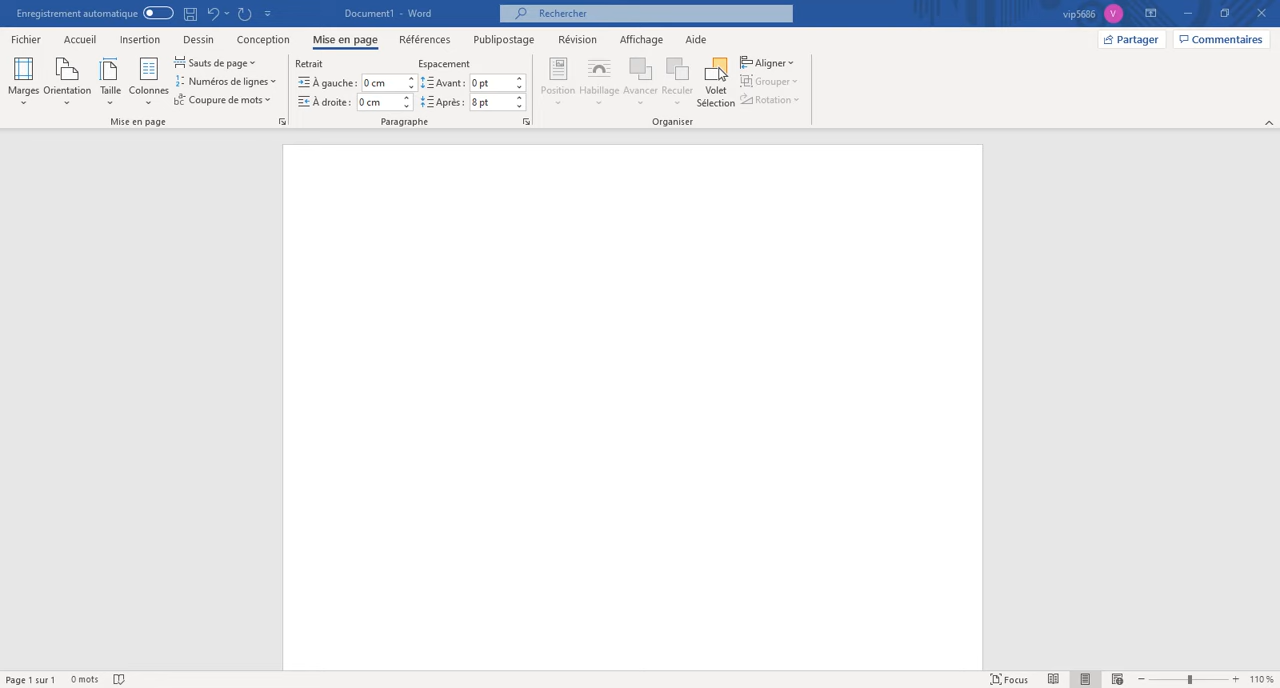 Enregistrement automatique Document1 - Word Rechercher vip5686 V
Fichier Accueil Insertion Dessin Conception Mise en page Références Publipostage Révision Affichage Aide Partager Commentaires
Marges Orientation Taille Colonnes
Sauts de page
Numéros de lignes
Coupure de mots
Mise en page
Retrait Espacement
À gauche : 0 cm Avant : 0 pt
À droite : 0 cm Après : 8 pt
Paragraphe
Position Habillage Avancer Reculer Volet
Sélection
Aligner
Grouper
Rotation
Organiser
Page 1 sur 1 0 mots Focus 110 %